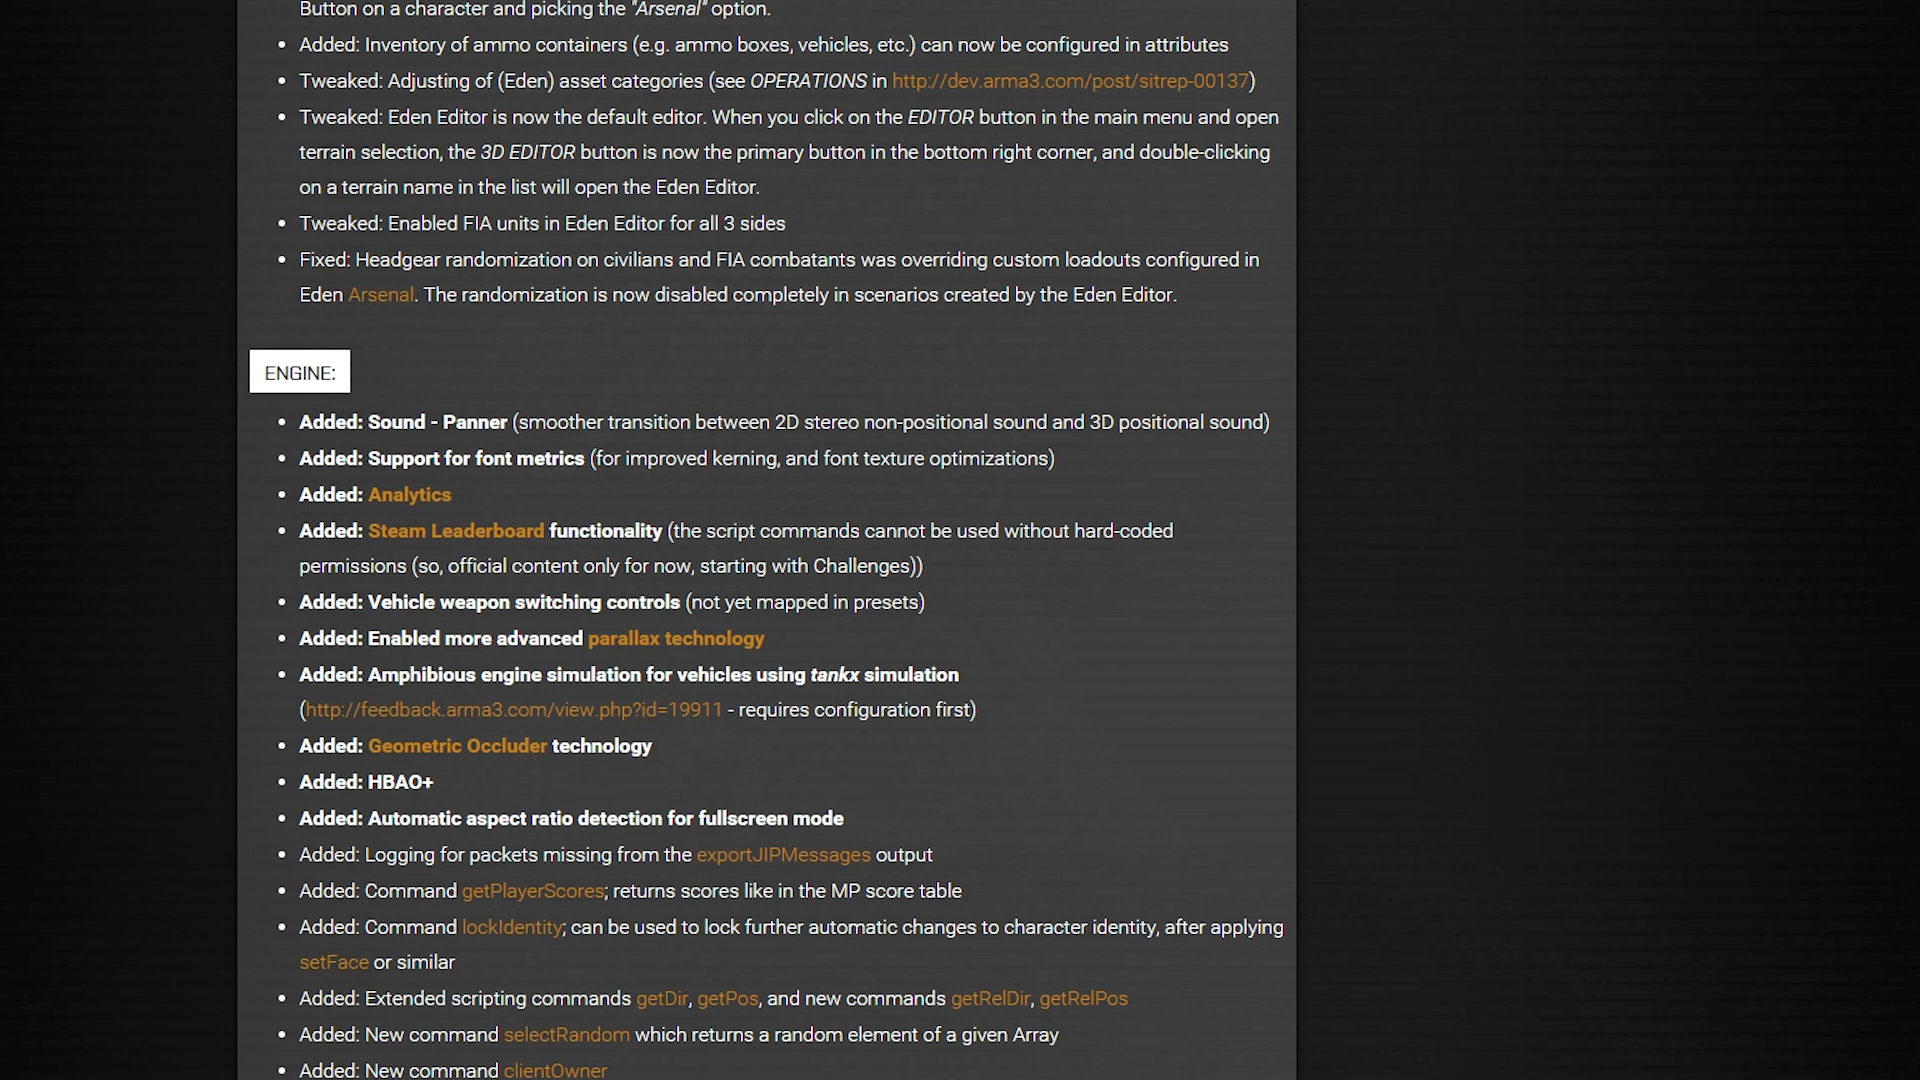 Button on a character and picking the "Arsenal" option.
• Added: Inventory of ammo containers (e.g. ammo boxes, vehicles, etc.) can now be configured in attributes
• Tweaked: Adjusting of (Eden) asset categories (see OPERATIONS in http://dev.arma3.com/post/sitrep-00137)
• Tweaked: Eden Editor is now the default editor. When you click on the EDITOR button in the main menu and open
terrain selection, the 3D EDITOR button is now the primary button in the bottom right corner, and double-clicking
on a terrain name in the list will open the Eden Editor.
• Tweaked: Enabled FIA units in Eden Editor for all 3 sides
• Fixed: Headgear randomization on civilians and FIA combatants was overriding custom loadouts configured in
Eden Arsenal. The randomization is now disabled completely in scenarios created by the Eden Editor.
ENGINE:
• Added: Sound - Panner (smoother transition between 2D stereo non-positional sound and 3D positional sound)
• Added: Support for font metrics (for improved kerning, and font texture optimizations)
• Added: Analytics
• Added: Steam Leaderboard functionality (the script commands cannot be used without hard-coded
permissions (so, official content only for now, starting with Challenges))
• Added: Vehicle weapon switching controls (not yet mapped in presets)
• Added: Enabled more advanced parallax technology
• Added: Amphibious engine simulation for vehicles using tankx simulation
(http://feedback.arma3.com/view.php?id=19911 - requires configuration first)
• Added: Geometric Occluder technology
• Added: HBAO+
• Added: Automatic aspect ratio detection for fullscreen mode
• Added: Logging for packets missing from the exportJIPMessages output
• Added: Command getPlayerScores; returns scores like in the MP score table
• Added: Command lockIdentity; can be used to lock further automatic changes to character identity, after applying
setFace or similar
• Added: Extended scripting commands getDir, getPos, and new commands getRelDir, getRelPos
• Added: New command selectRandom which returns a random element of a given Array
• Added: New command clientOwner